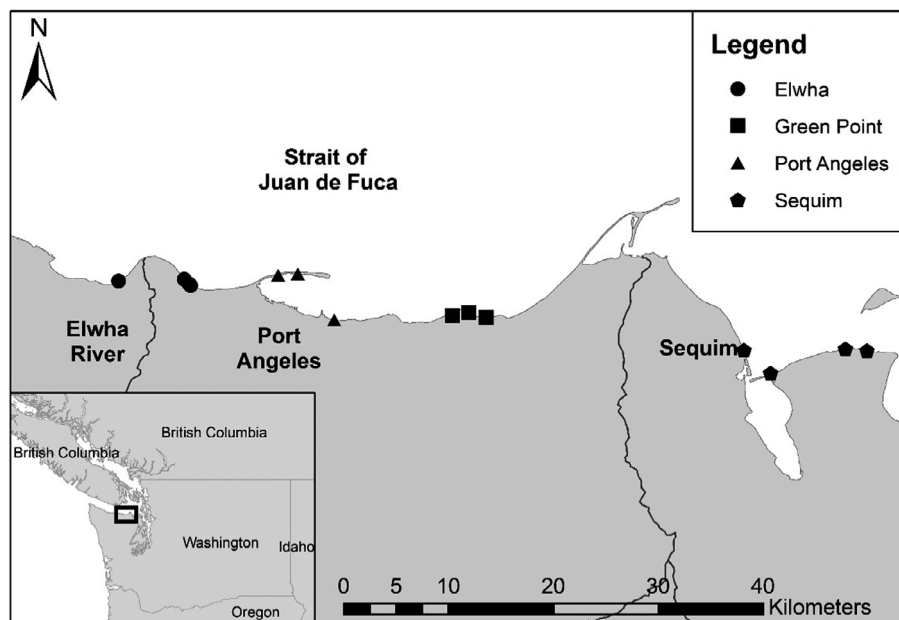 N
Legend
Elwha
Green Point
Port Angeles
Sequim
Strait of
Juan de Fuca
Elwha
River
Port
Angeles
Sequim
British Columbia
British Columbia
Washington
Idaho
Oregon
0 5 10 20 30 40
Kilometers